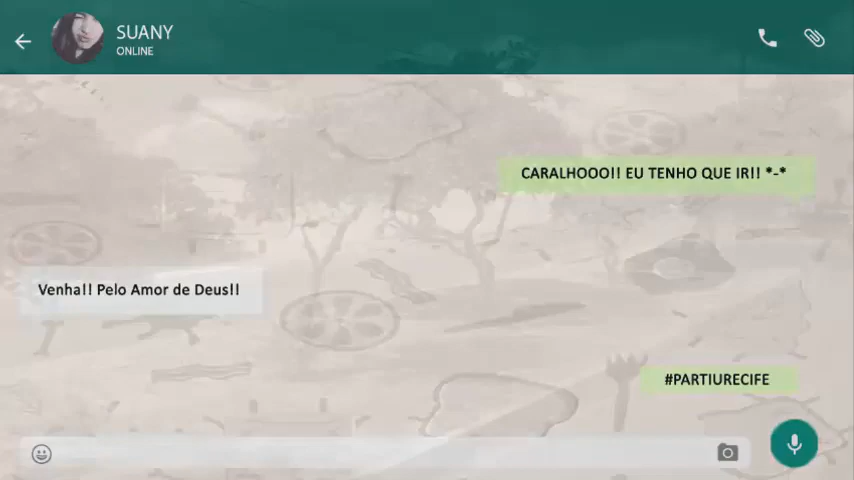 SUANY
ONLINE
CARALHOOO!! EU TENHO QUE IR!! *-*
Venha!! Pelo Amor de Deus!!
#PARTIURECIFE